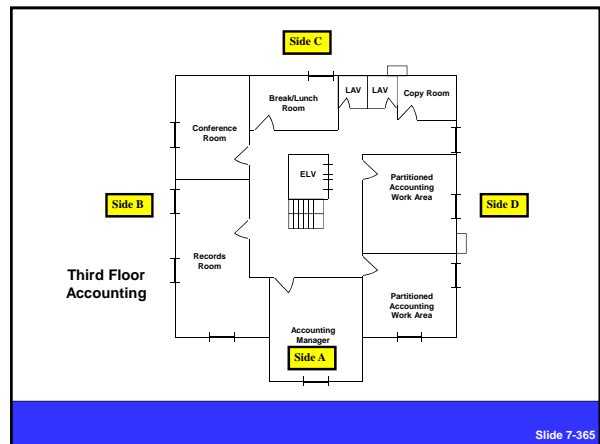 Side C
LAV
LAV
Copy Room
Break/Lunch
Room
Conference
Room
ELV
Partitioned
Accounting
Work Area
Side B
Side D
Records
Room
Third Floor
Accounting
Partitioned
Accounting
Work Area
Accounting
Manager
Side A
Slide 7-365